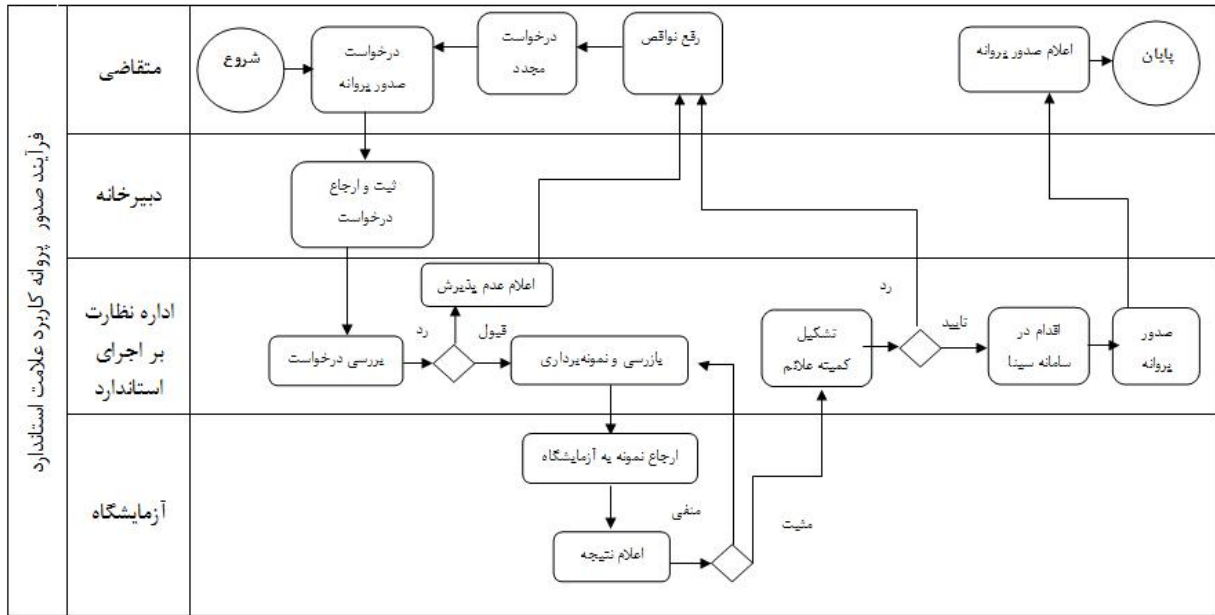 فرآیند صدور پروانه کاربرد علامت استاندارد
متقاضی
شروع
درخواست
صدور پروانه
درخواست
مجدد
رفع نواقص
اعلام صدور پروانه
پایان
دبیرخانه
ثبت و ارجاع
درخواست
اداره نظارت
بر اجرای
استاندارد
بررسی درخواست
رد
اعلام عدم پذیرش
قبول
بازرسی و نمونه‌برداری
تشکیل
کمیته علائم
رد
تایید
اقدام در
سامانه سینا
صدور
پروانه
آزمایشگاه
ارجاع نمونه به آزمایشگاه
اعلام نتیجه
منفی
مثبت